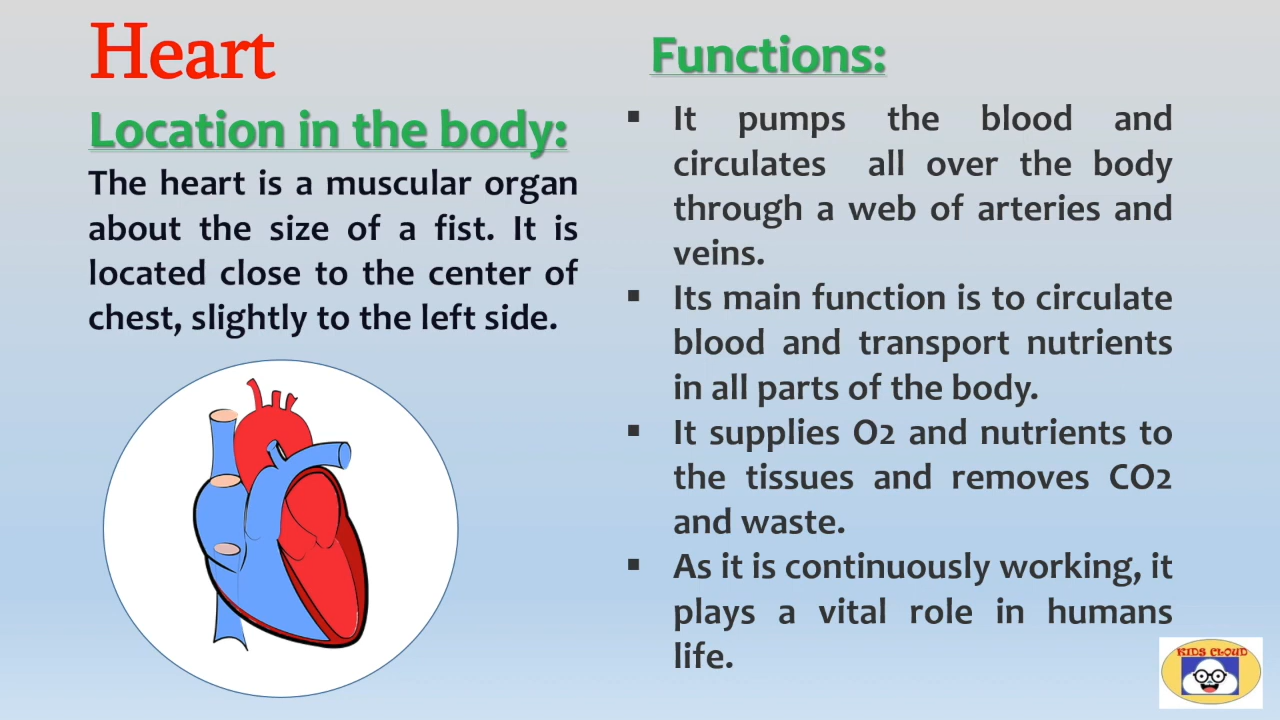 Heart
Location in the body:
The heart is a muscular organ
about the size of a fist. It is
located close to the center of
chest, slightly to the left side.
Functions:
▪ It pumps the blood and
circulates all over the body
through a web of arteries and
veins.
▪ Its main function is to circulate
blood and transport nutrients
in all parts of the body.
▪ It supplies O2 and nutrients to
the tissues and removes CO2
and waste.
▪ As it is continuously working, it
plays a vital role in humans
life.
KIDS CLOUD